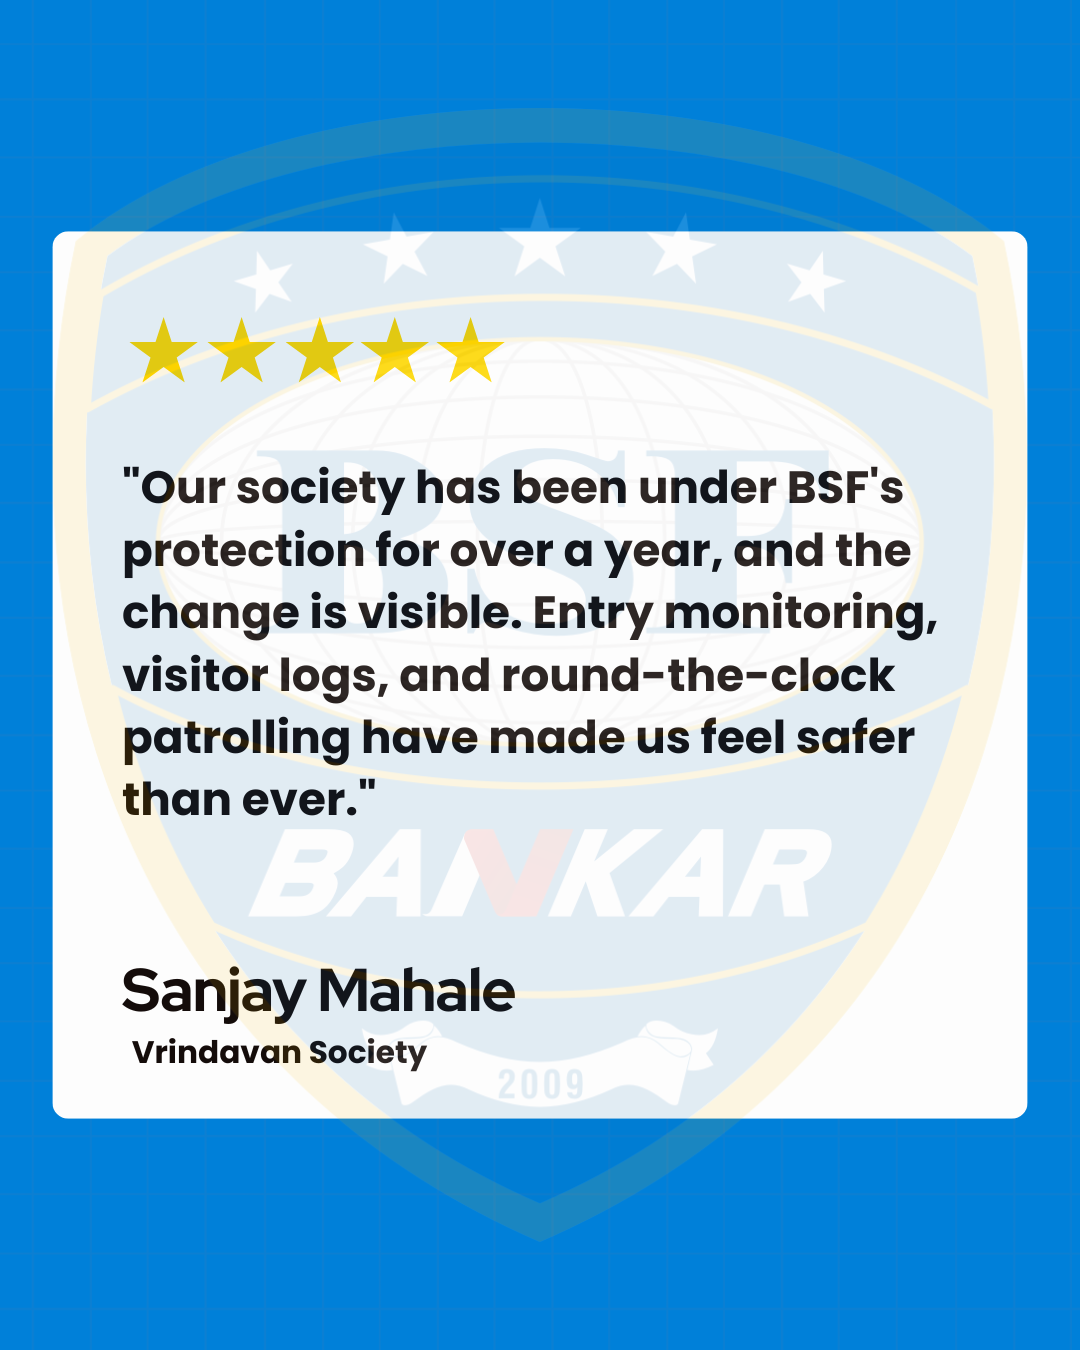 "Our society has been under BSF's
protection for over a year, and the
change is visible. Entry monitoring,
visitor logs, and round-the-clock
patrolling have made us feel safer
than ever."
Sanjay Mahale
Vrindavan Society
BSF
BANKAR
2009